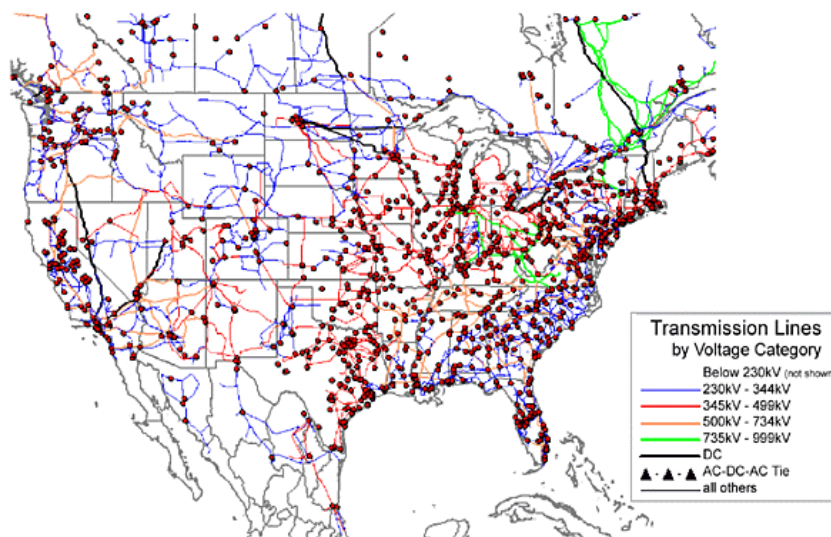 Transmission Lines
by Voltage Category
Below 230kV (not shown
230kV - 344kV
345kV - 499kV
500kV - 734kV
735kV - 999kV
DC
AC-DC-AC Tie
all others